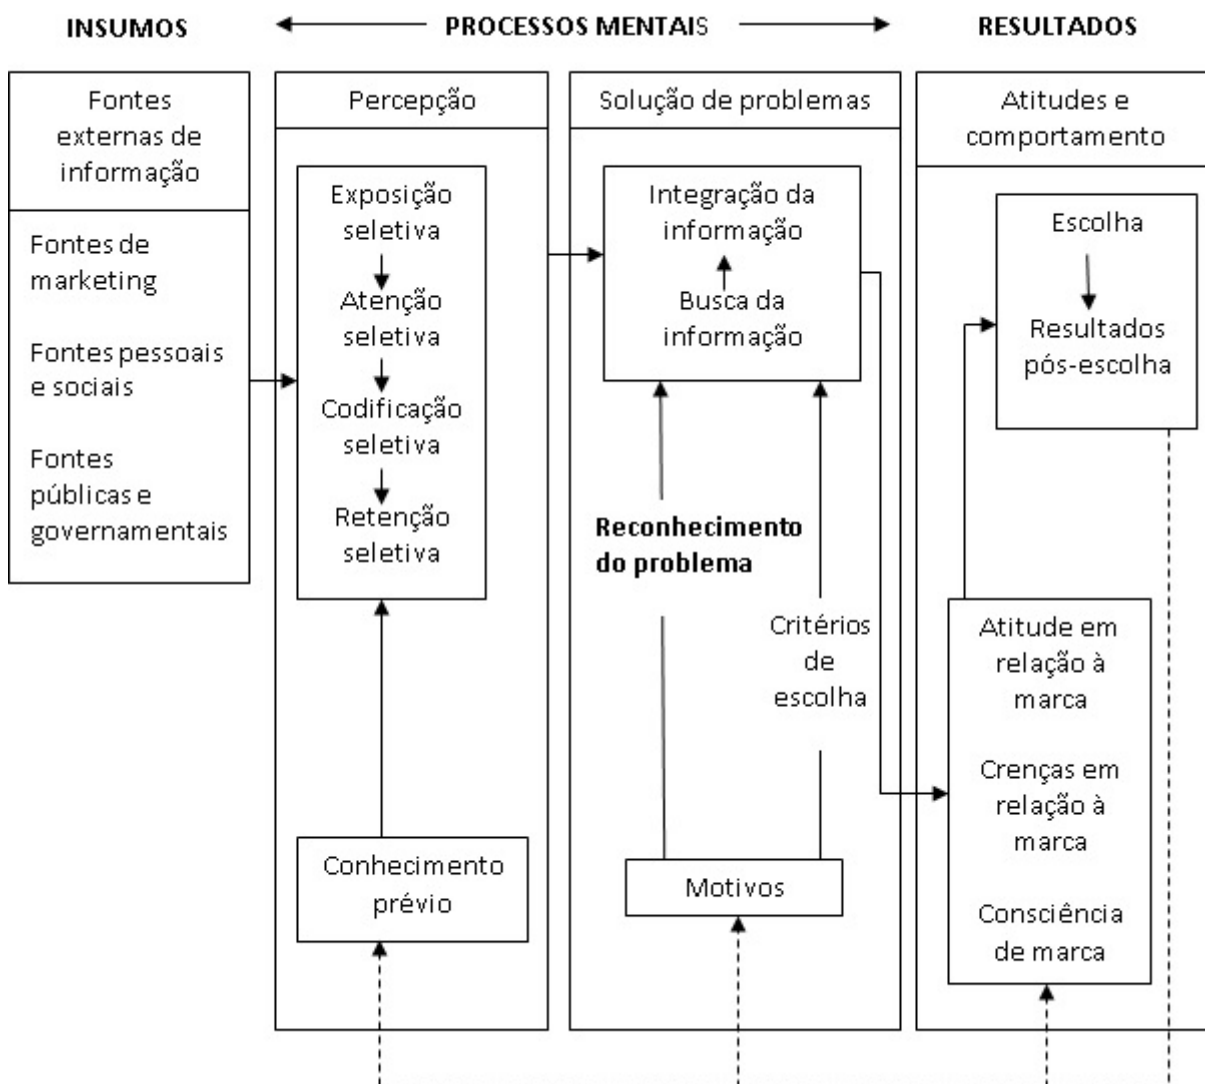 INSUMOS
PROCESSOS MENTAIS
RESULTADOS
Fontes
externas de
informação
Fontes de
marketing
Fontes pessoais
e sociais
Fontes
públicas e
governamentais
Percepção
Exposição
seletiva
Atenção
seletiva
Codificação
seletiva
Retenção
seletiva
Conhecimento
prévio
Solução de problemas
Integração da
informação
Busca da
informação
Reconhecimento
do problema
Critérios
de
escolha
Motivos
Atitudes e
comportamento
Escolha
Resultados
pós-escolha
Atitude em
relação à
marca
Crenças em
relação à
marca
Consciência
de marca